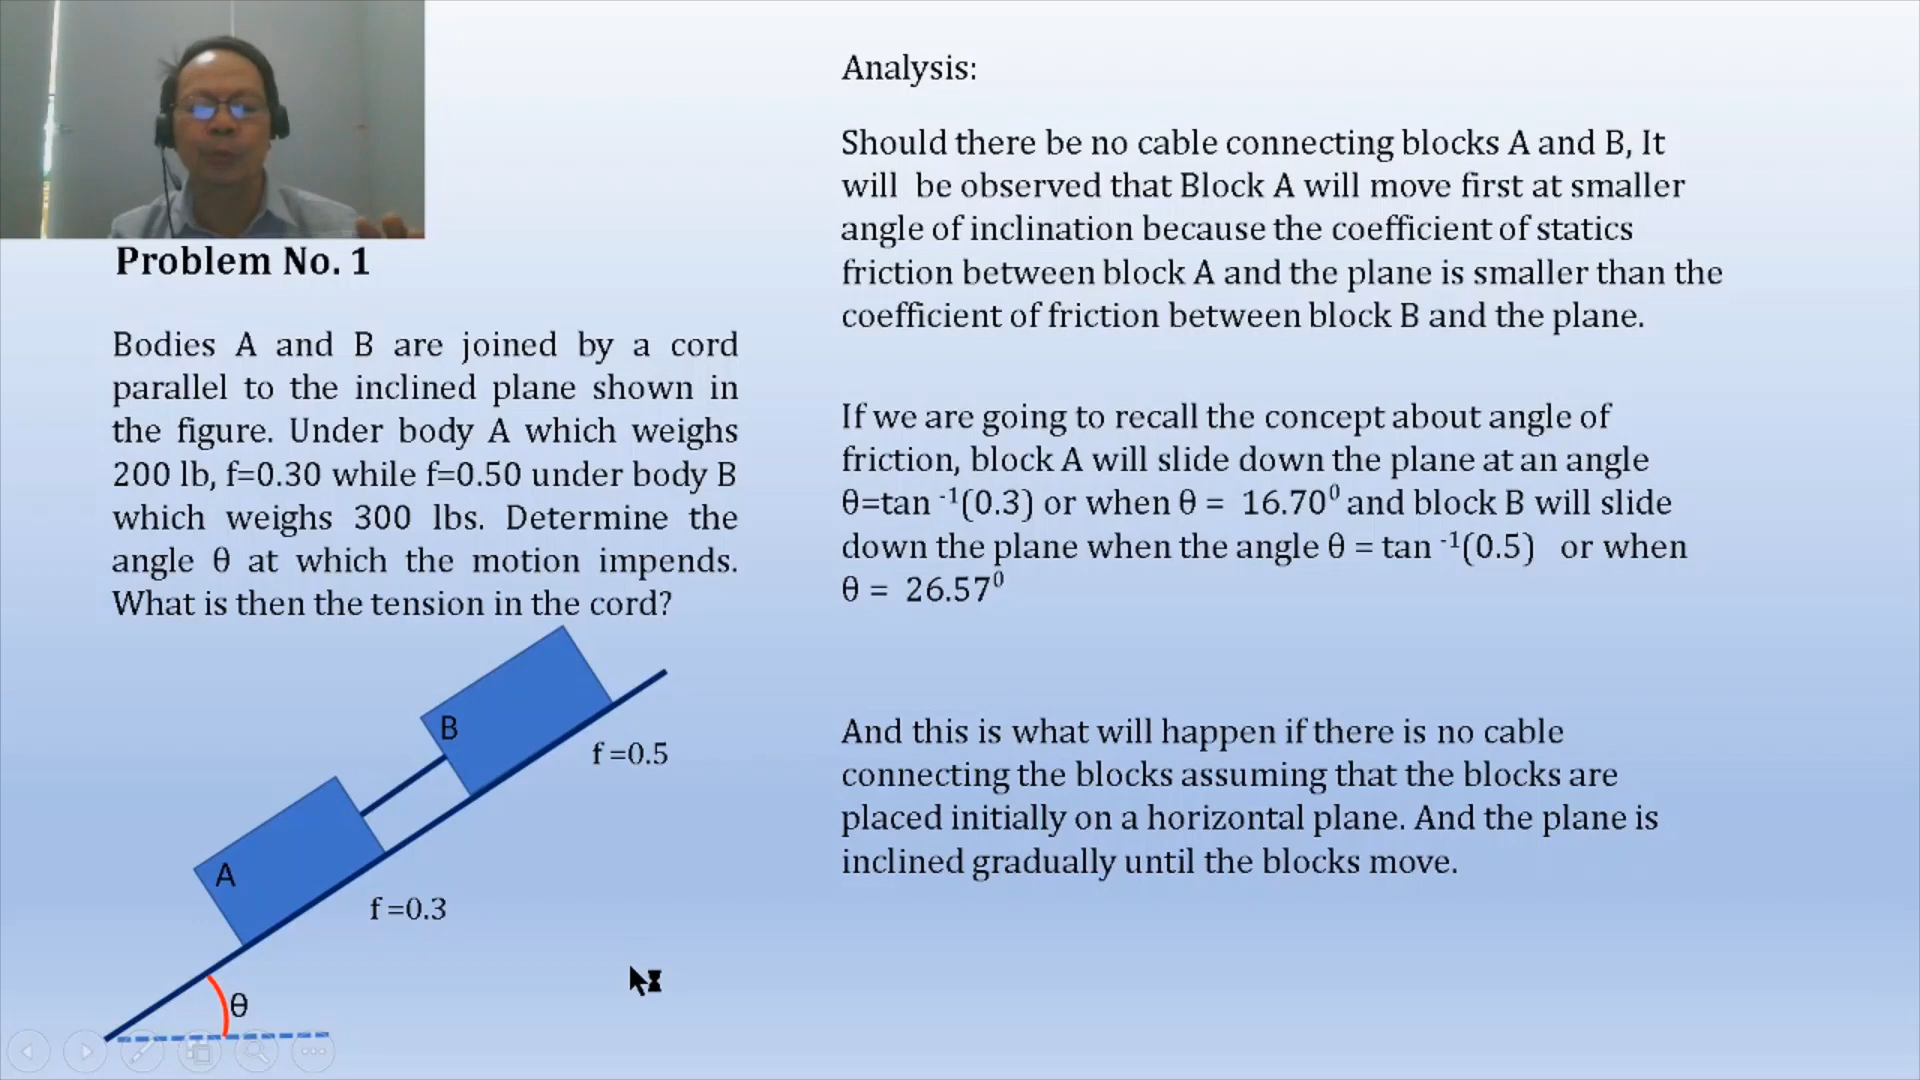 Problem No. 1
Bodies A and B are joined by a cord
parallel to the inclined plane shown in
the figure. Under body A which weighs
200 lb, f=0.30 while f=0.50 under body B
which weighs 300 lbs. Determine the
angle θ at which the motion impends.
What is then the tension in the cord?
B
f =0.5
A
f =0.3
θ
Analysis:
Should there be no cable connecting blocks A and B, It
will be observed that Block A will move first at smaller
angle of inclination because the coefficient of statics
friction between block A and the plane is smaller than the
coefficient of friction between block B and the plane.
If we are going to recall the concept about angle of
friction, block A will slide down the plane at an angle
θ=tan ⁻¹(0.3) or when θ = 16.70⁰ and block B will slide
down the plane when the angle θ = tan ⁻¹(0.5) or when
θ = 26.57⁰
And this is what will happen if there is no cable
connecting the blocks assuming that the blocks are
placed initially on a horizontal plane. And the plane is
inclined gradually until the blocks move.